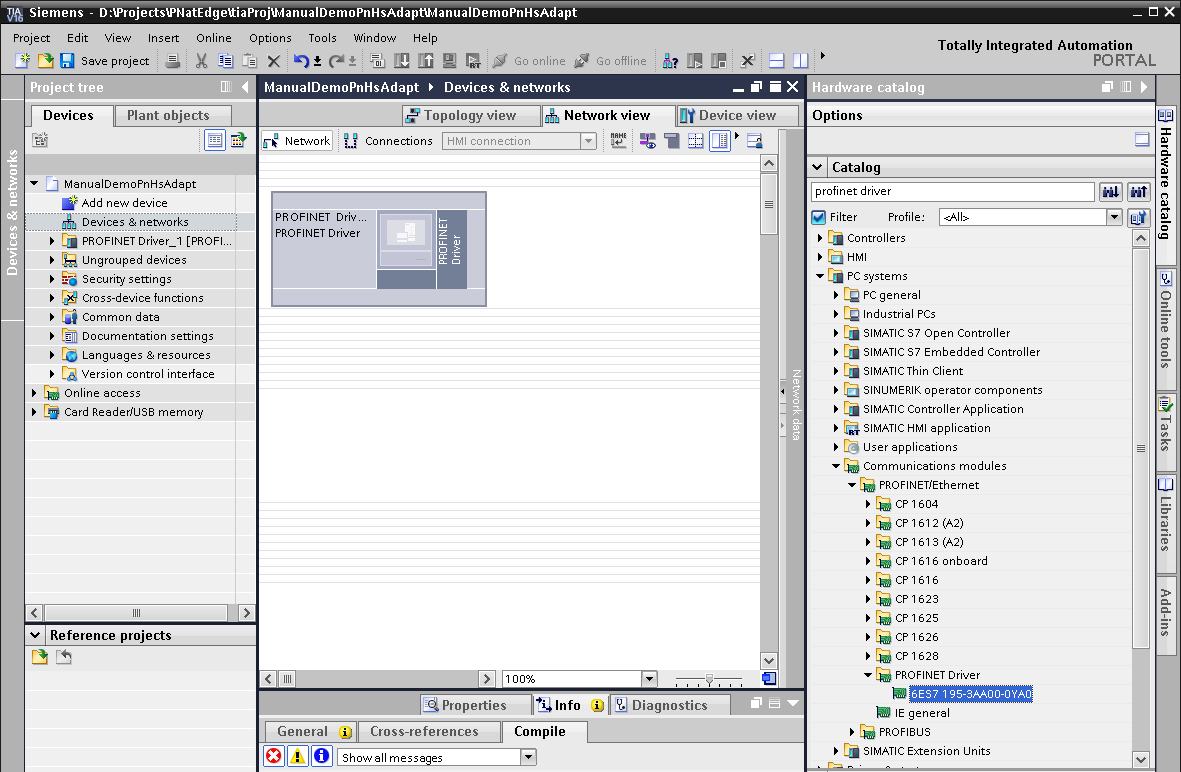 Siemens - D:\Projects\PNatEdge\tiaProj\ManualDemoPnHsAdapt\ManualDemoPnHsAdapt
TIA
V16
Project Edit View Insert Online Options Tools Window Help
Save project
Go online
Go offline
Totally Integrated Automation
PORTAL
Devices & networks
Project tree
Devices
Plant objects
ManualDemoPnHsAdapt
Add new device
Devices & networks
PROFINET Driver_1 [PROFI...
Ungrouped devices
Security settings
Cross-device functions
Common data
Documentation settings
Languages & resources
Version control interface
Online access
Card Reader/USB memory
Reference projects
ManualDemoPnHsAdapt Devices & networks
Topology view
Network view
Device view
Network
Connections
HMI connection
NAME
PROFINET Driv...
PROFINET Driver
PROFINET
Driver
Network data
100%
Properties
Info
Diagnostics
General
Cross-references
Compile
Show all messages
Hardware catalog
Options
Catalog
profinet driver
Filter
Profile:
<All>
Controllers
HMI
PC systems
PC general
Industrial PCs
SIMATIC S7 Open Controller
SIMATIC S7 Embedded Controller
SIMATIC Thin Client
SINUMERIK operator components
SIMATIC Controller Application
SIMATIC HMI application
User applications
Communications modules
PROFINET/Ethernet
CP 1604
CP 1612 (A2)
CP 1613 (A2)
CP 1616 onboard
CP 1616
CP 1623
CP 1625
CP 1626
CP 1628
PROFINET Driver
6ES7 195-3AA00-0YA0
IE general
PROFIBUS
SIMATIC Extension Units
Hardware catalog
Online tools
Tasks
Libraries
Add-ins